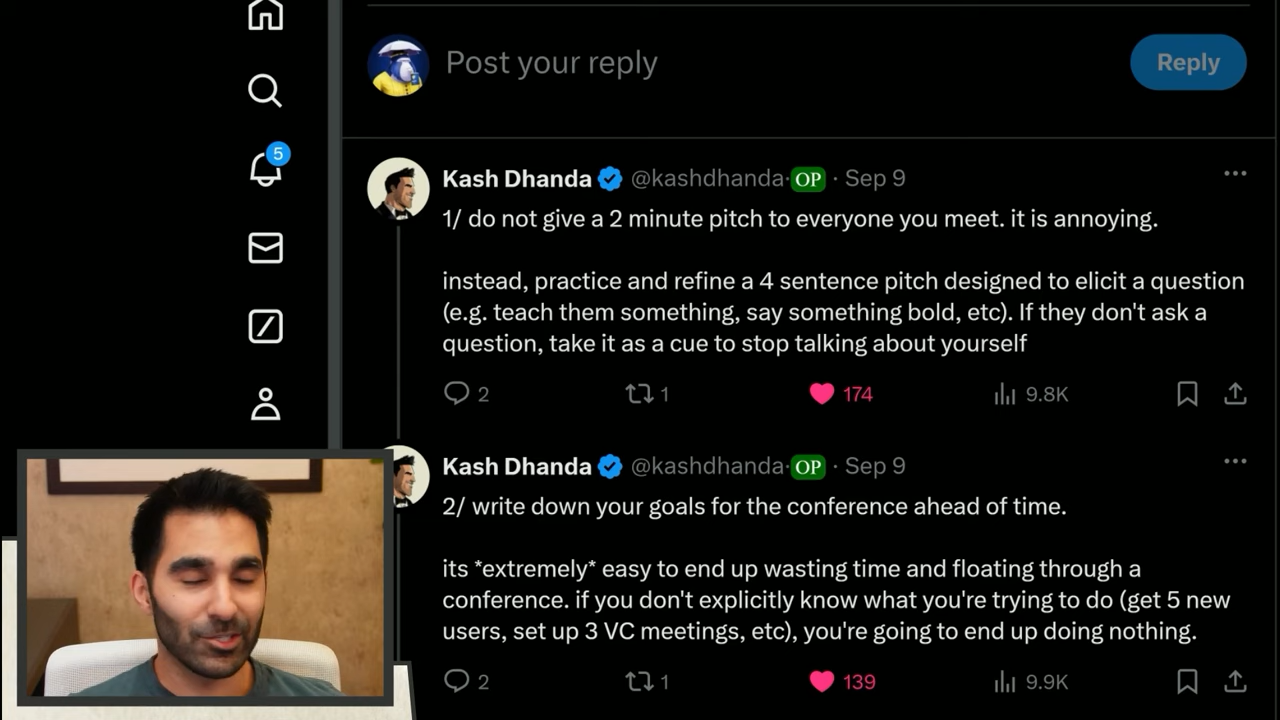 Post your reply
Reply
5
Kash Dhanda @kashdhanda· OP · Sep 9
1/ do not give a 2 minute pitch to everyone you meet. it is annoying.
instead, practice and refine a 4 sentence pitch designed to elicit a question
(e.g. teach them something, say something bold, etc). If they don't ask a
question, take it as a cue to stop talking about yourself
2 1 174 9.8K
Kash Dhanda @kashdhanda· OP · Sep 9
2/ write down your goals for the conference ahead of time.
its *extremely* easy to end up wasting time and floating through a
conference. if you don't explicitly know what you're trying to do (get 5 new
users, set up 3 VC meetings, etc), you're going to end up doing nothing.
2 1 139 9.9K